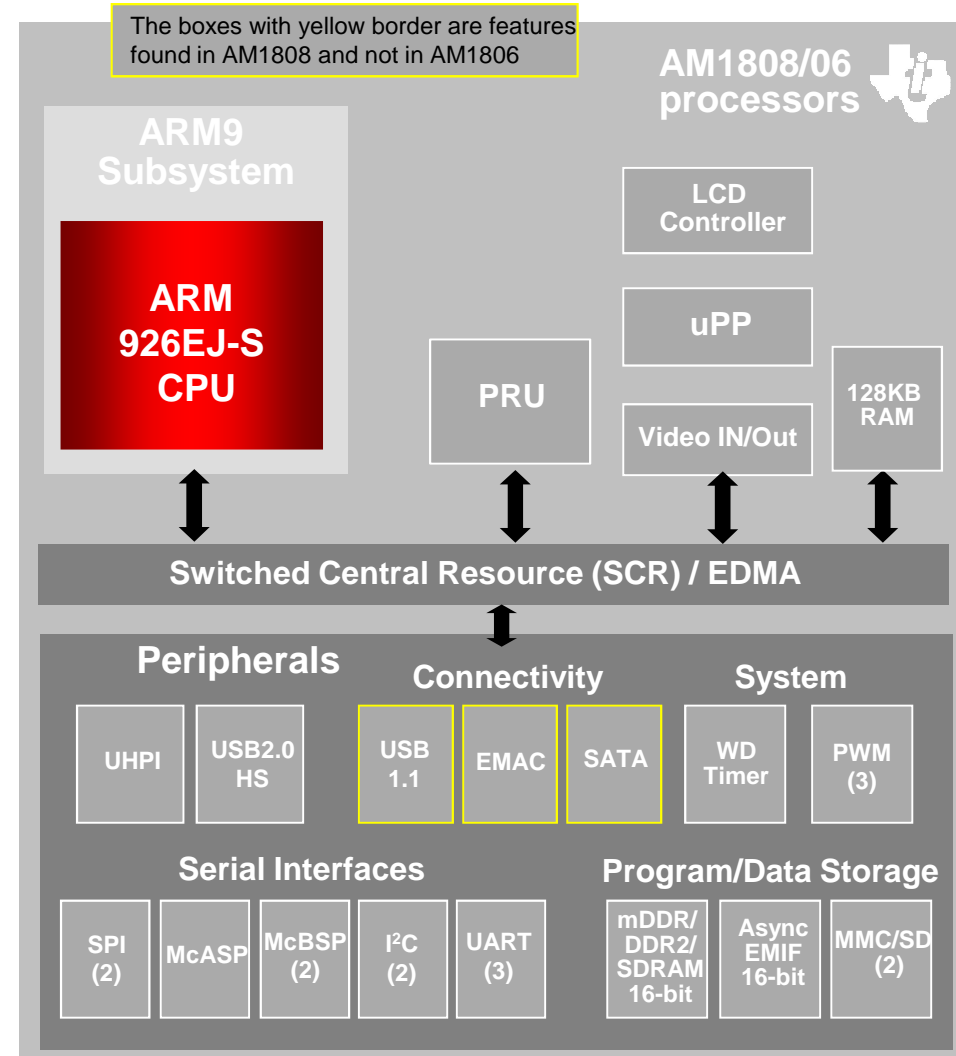 The boxes with yellow border are features
found in AM1808 and not in AM1806
AM1808/06
processors
ARM9
Subsystem
ARM
926EJ-S
CPU
PRU
LCD
Controller
uPP
Video IN/Out
128KB
RAM
Switched Central Resource (SCR) / EDMA
Peripherals
Connectivity
System
UHPI
USB2.0
HS
USB
1.1
EMAC
SATA
WD
Timer
PWM
(3)
Serial Interfaces
Program/Data Storage
SPI
(2)
McASP
McBSP
(2)
I²C
(2)
UART
(3)
mDDR/
DDR2/
SDRAM
16-bit
Async
EMIF
16-bit
MMC/SD
(2)